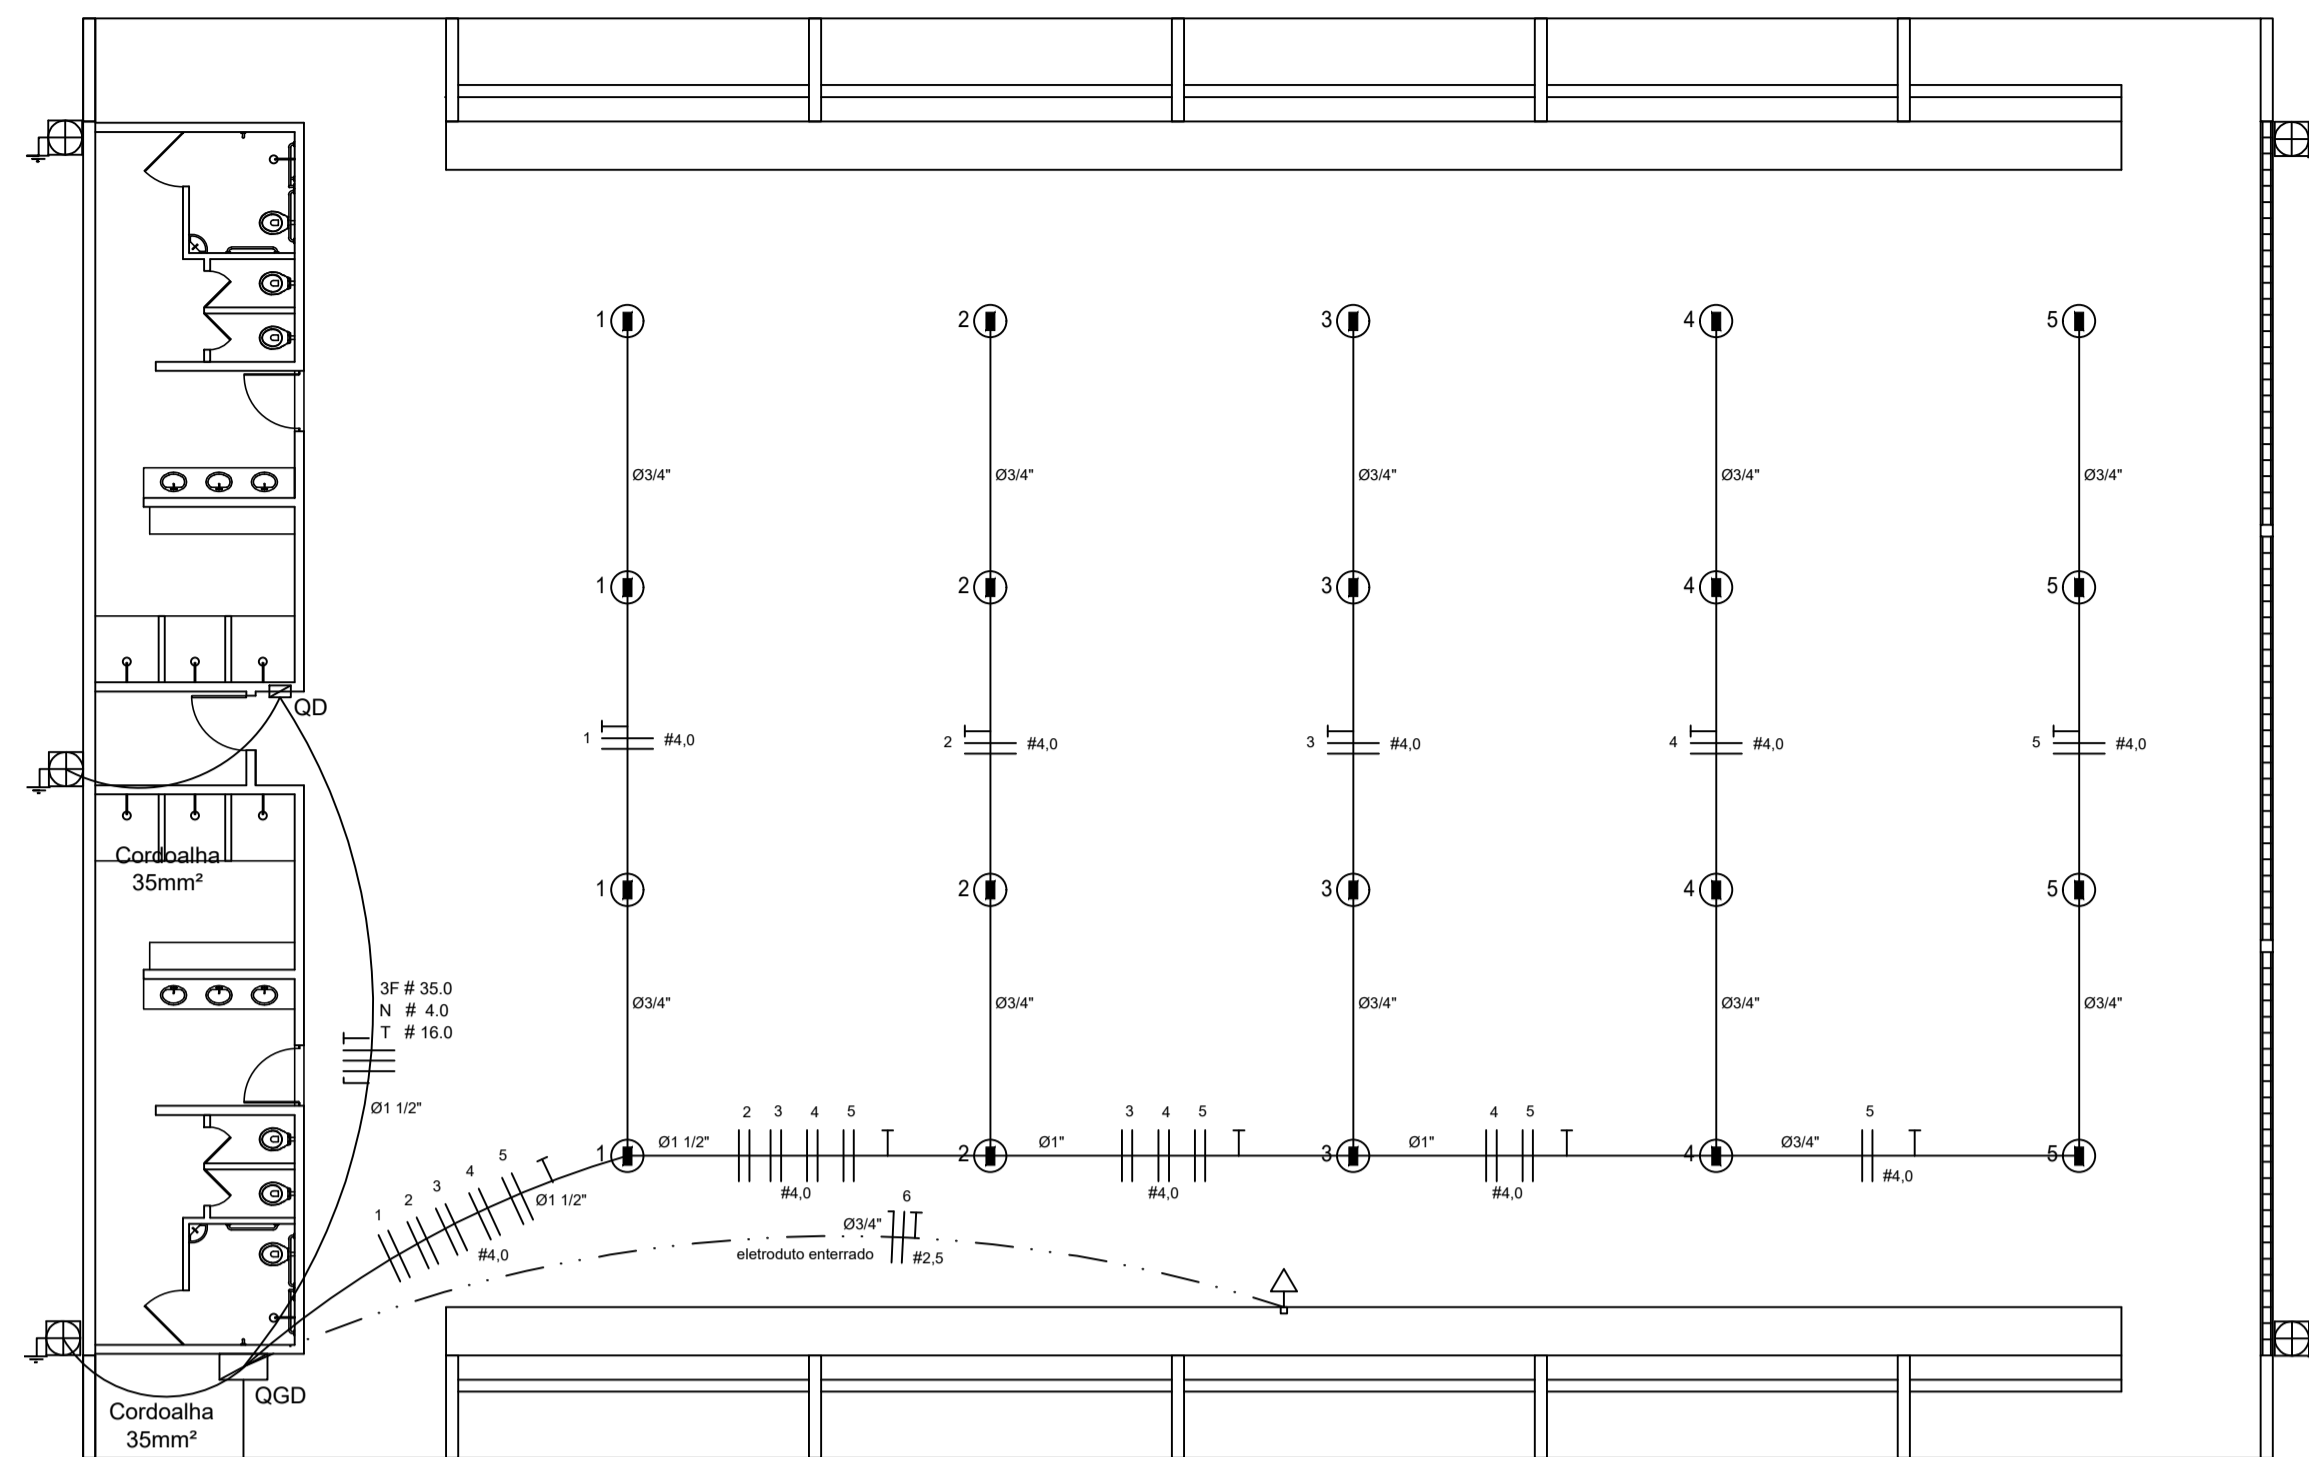 1 2 3 4 5
Ø3/4" Ø3/4" Ø3/4" Ø3/4" Ø3/4"
1 2 3 4 5
QD
1 #4,0 2 #4,0 3 #4,0 4 #4,0 5 #4,0
Cordoalha
35mm²
1 2 3 4 5
3F # 35.0
N # 4.0
T # 16.0
Ø3/4" Ø3/4" Ø3/4" Ø3/4" Ø3/4"
Ø1 1/2"
2 3 4 5 3 4 5 4 5 5
1 Ø1 1/2" 2 Ø1" 3 Ø1" 4 Ø3/4" 5
#4,0 #4,0 #4,0 #4,0
1 2 3 4 5
Ø1 1/2"
#4,0
6
Ø3/4"
eletroduto enterrado
#2,5
QGD
Cordoalha
35mm²